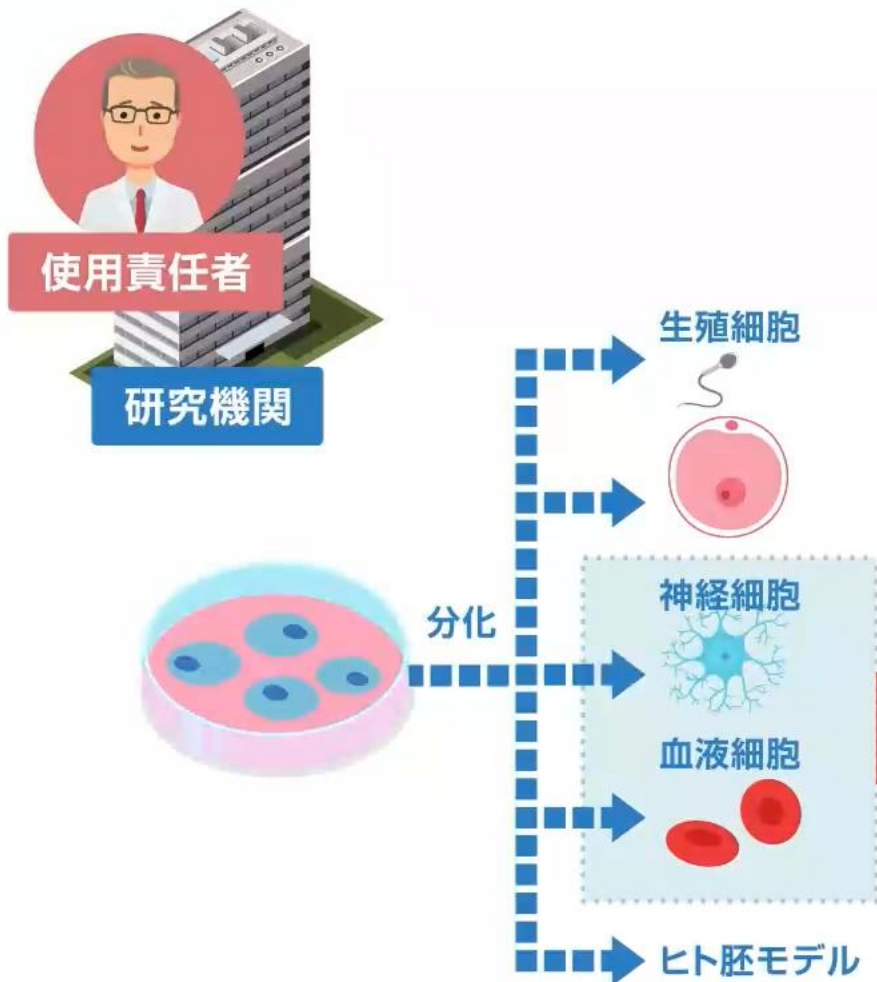 使用責任者
研究機関
生殖細胞
分化
神経細胞
血液細胞
ヒト胚モデル